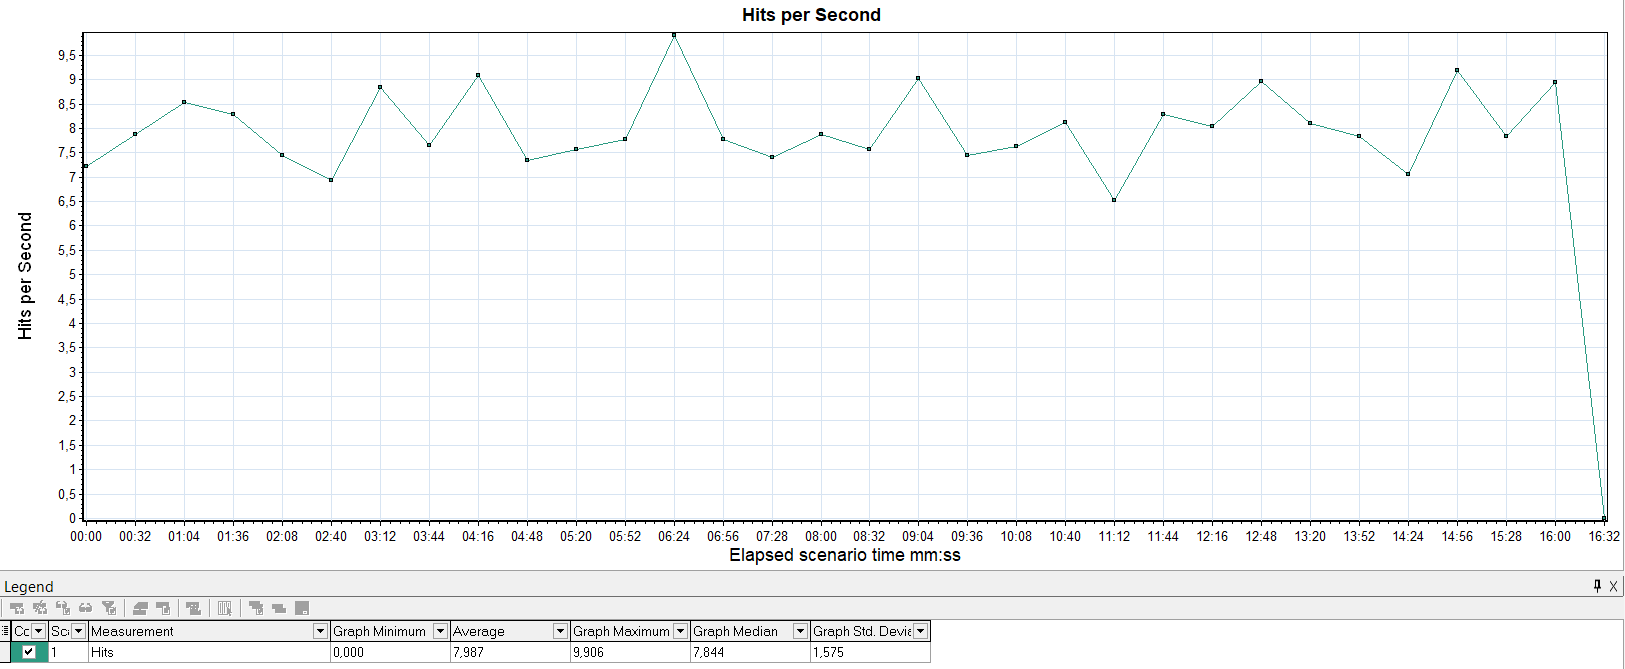 Hits per Second
Hits per Second
9,5
9
8,5
8
7,5
7
6,5
6
5,5
5
4,5
4
3,5
3
2,5
2
1,5
1
0,5
0
00:00 00:32 01:04 01:36 02:08 02:40 03:12 03:44 04:16 04:48 05:20 05:52 06:24 06:56 07:28 08:00 08:32 09:04 09:36 10:08 10:40 11:12 11:44 12:16 12:48 13:20 13:52 14:24 14:56 15:28 16:00 16:32
Elapsed scenario time mm:ss
Legend
Cc Sc Measurement Graph Minimum Average Graph Maximum Graph Median Graph Std. Devia
1 Hits 0,000 7,987 9,906 7,844 1,575